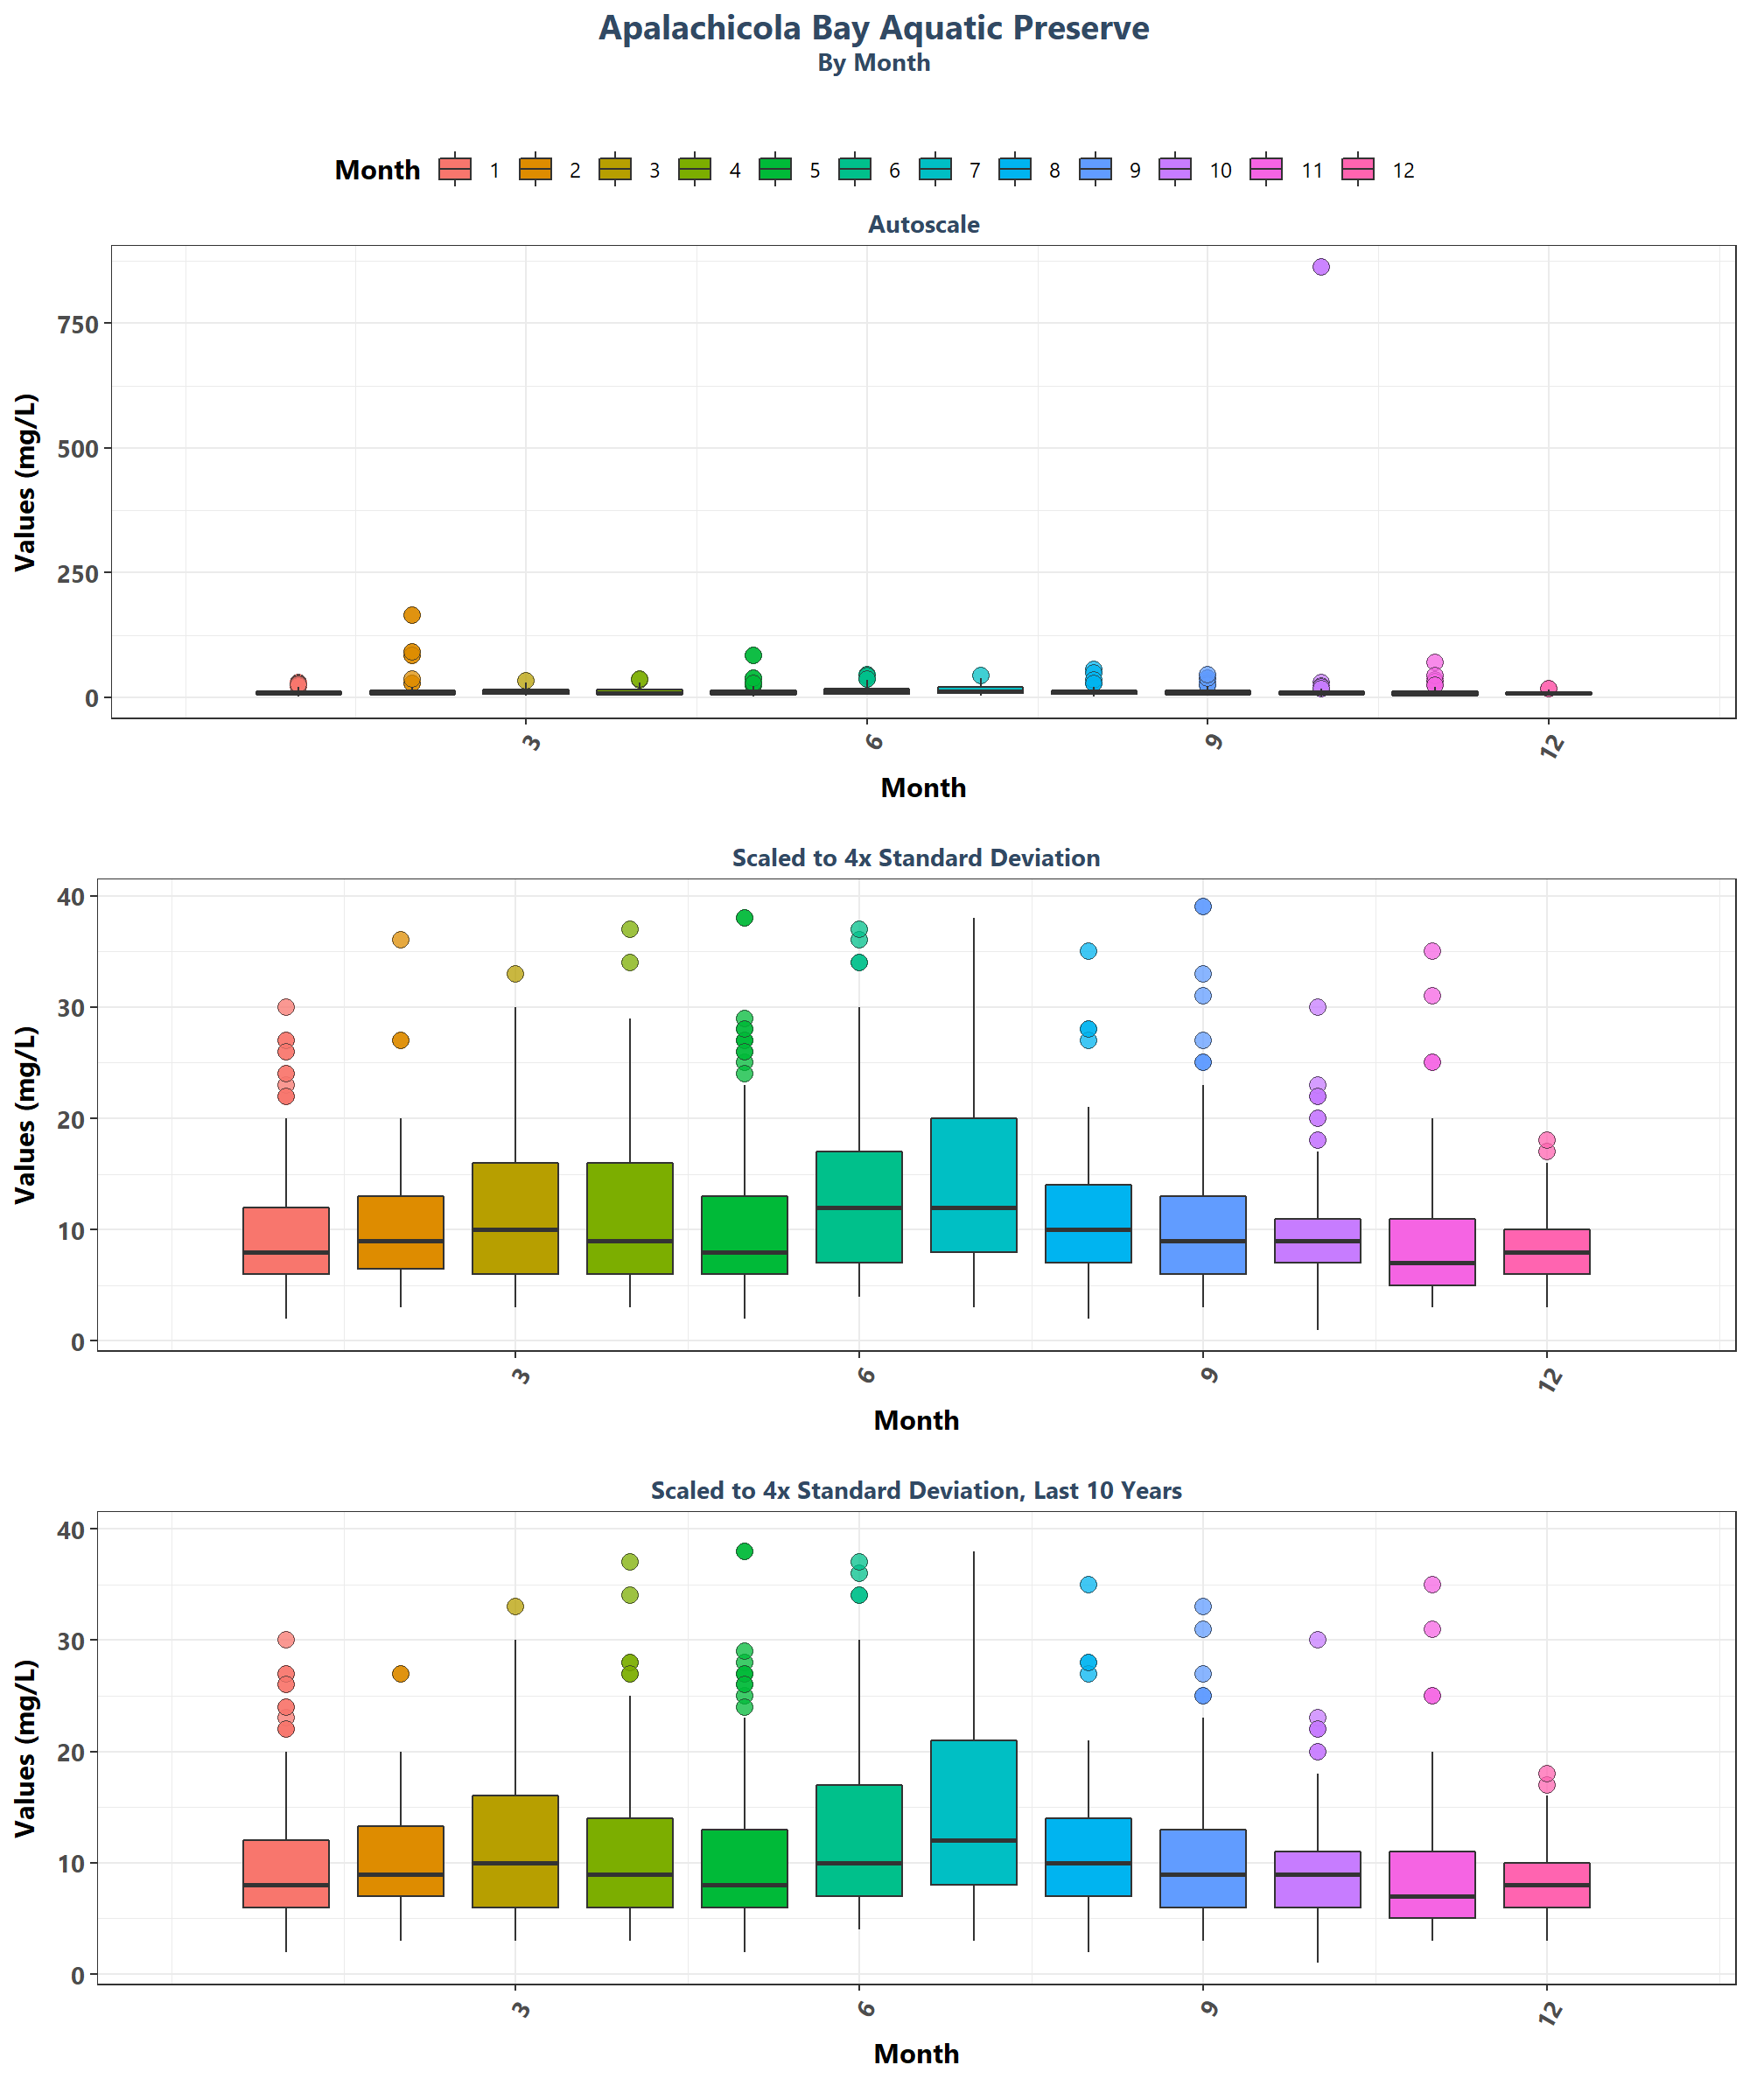 Apalachicola Bay Aquatic Preserve
By Month
Month 1 2 3 4 5 6 7 8 9 10 11 12
Autoscale
Values (mg/L)
750
500
250
0
3 6 9 12
Month
Scaled to 4x Standard Deviation
Values (mg/L)
40
30
20
10
0
3 6 9 12
Month
Scaled to 4x Standard Deviation, Last 10 Years
Values (mg/L)
40
30
20
10
0
3 6 9 12
Month